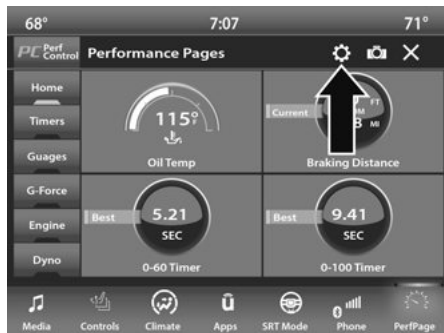 68° 7:07 71°
PC Perf Control Performance Pages
Home
Timers
Guages
G-Force
Engine
Dyno
115°
Oil Temp
Current
FT
MI
Braking Distance
Best 5.21 SEC
0-60 Timer
Best 9.41 SEC
0-100 Timer
Media Controls Climate Apps SRT Mode Phone PerfPage